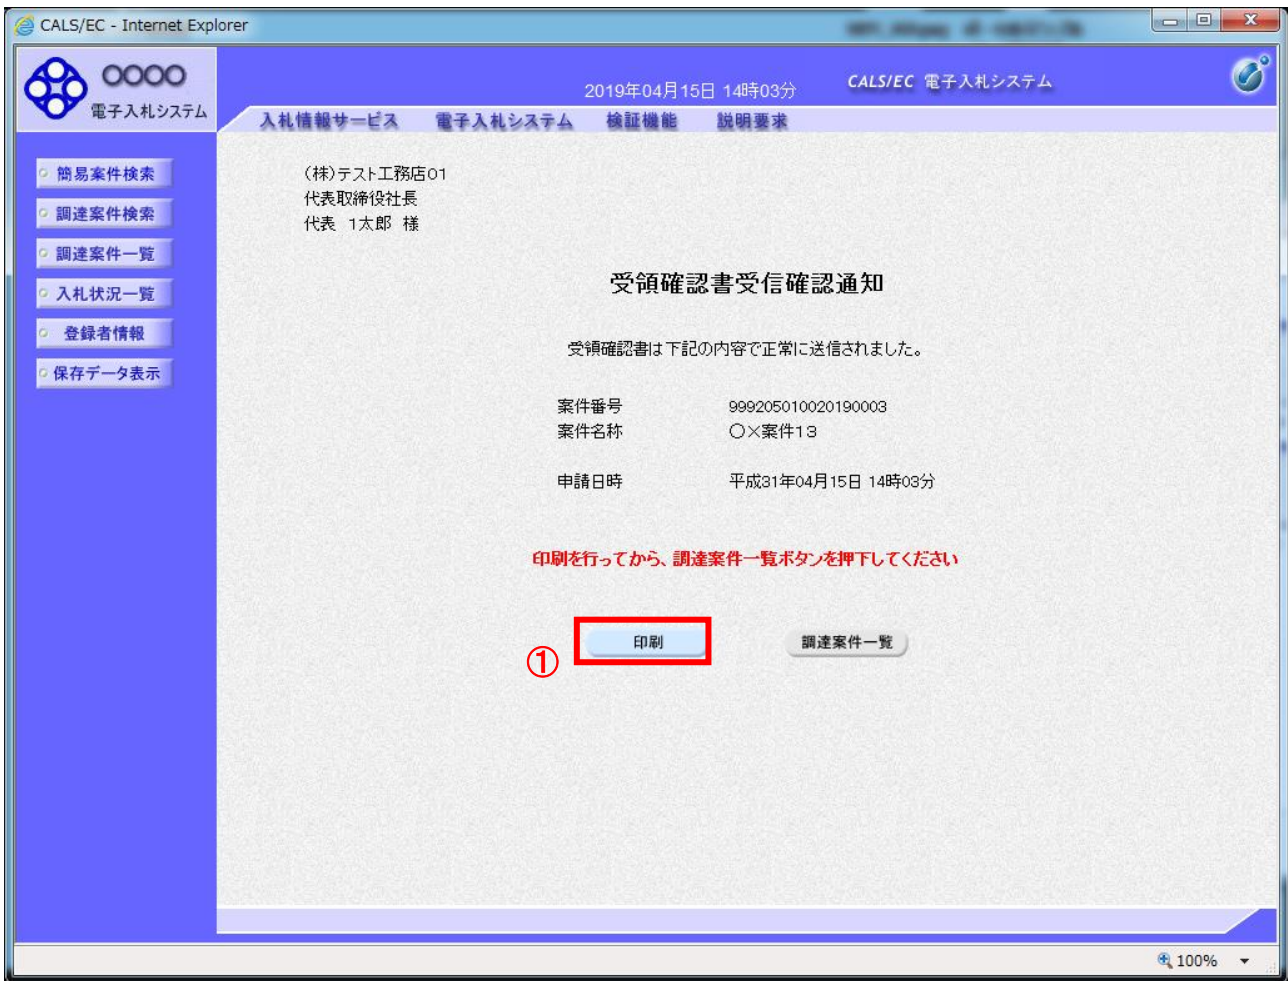 CALS/EC - Internet Explorer
〇〇〇〇
電子入札システム
2019年04月15日 14時03分
CALS/EC 電子入札システム
入札情報サービス 電子入札システム 検証機能 説明要求
簡易案件検索
調達案件検索
調達案件一覧
入札状況一覧
登録者情報
保存データ表示
(株)テスト工務店01
代表取締役社長
代表 1太郎 様
受領確認書受信確認通知
受領確認書は下記の内容で正常に送信されました。
案件番号 999205010020190003
案件名称 〇×案件13
申請日時 平成31年04月15日 14時03分
印刷を行ってから、調達案件一覧ボタンを押下してください
① 印刷 調達案件一覧
100%